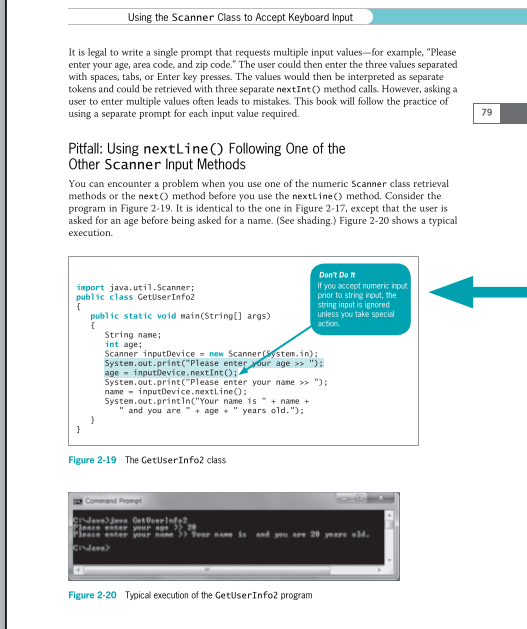 Using the Scanner Class to Accept Keyboard Input
It is legal to write a single prompt that requests multiple input values—for example, “Please
enter your age, area code, and zip code.” The user could then enter the three values separated
with spaces, tabs, or Enter key presses. The values would then be interpreted as separate
tokens and could be retrieved with three separate nextInt() method calls. However, asking a
user to enter multiple values often leads to mistakes. This book will follow the practice of
using a separate prompt for each input value required.
79
Pitfall: Using nextLine() Following One of the
Other Scanner Input Methods
You can encounter a problem when you use one of the numeric Scanner class retrieval
methods or the next() method before you use the nextLine() method. Consider the
program in Figure 2-19. It is identical to the one in Figure 2-17, except that the user is
asked for an age before being asked for a name. (See shading.) Figure 2-20 shows a typical
execution.
Don't Do It
If you accept numeric input
prior to string input, the
string input is ignored
unless you take special
action.
import java.util.Scanner;
public class GetUserInfo2
{
public static void main(String[] args)
{
String name;
int age;
Scanner inputDevice = new Scanner(System.in);
System.out.print("Please enter your age >> ");
age = inputDevice.nextInt();
System.out.print("Please enter your name >> ");
name = inputDevice.nextLine();
System.out.println("Your name is " + name +
" and you are " + age + " years old.");
}
}
Figure 2-19 The GetUserInfo2 class
Command Prompt
C:\Java>java GetUserInfo2
Please enter your age >> 28
Please enter your name >> Your name is  and you are 28 years old.
C:\Java>
Figure 2-20 Typical execution of the GetUserInfo2 program